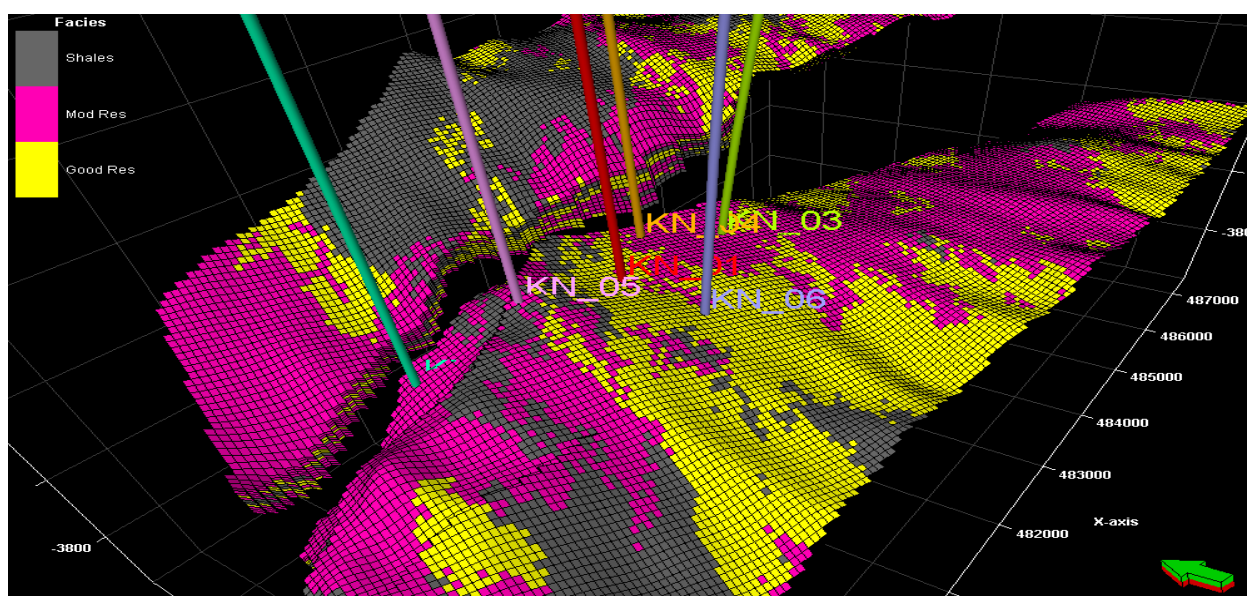 Facies
Shales
Mod Res
Good Res
KN_03
KN_01
KN_05
KN_06
-380
487000
486000
485000
484000
483000
482000
X-axis
-3800